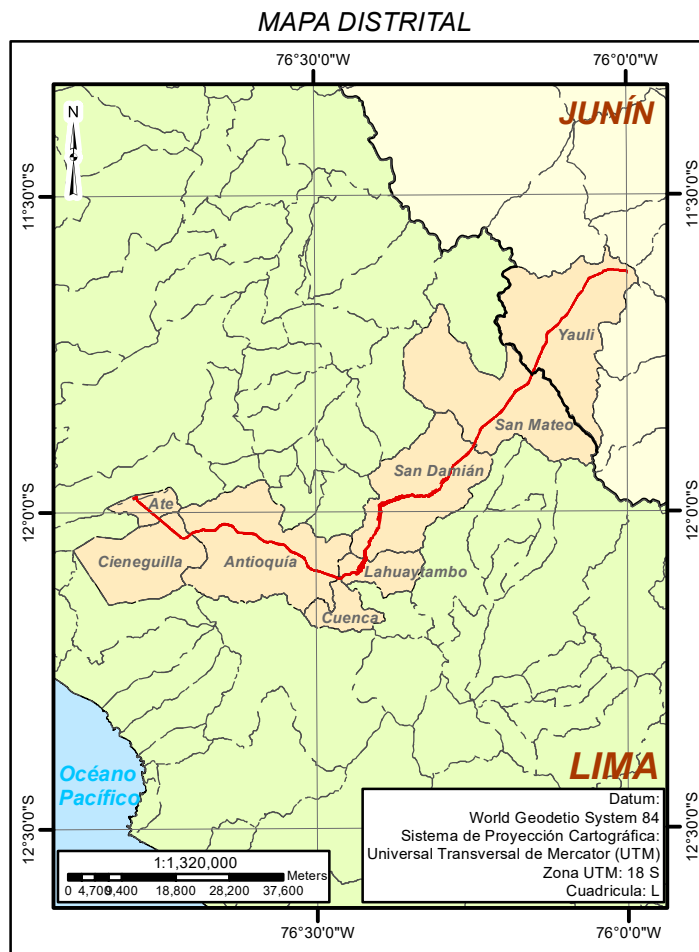 MAPA DISTRITAL
76°30'0"W
76°0'0"W
N
JUNÍN
11°30'0"S
11°30'0"S
Yauli
San Mateo
San Damián
Ate
12°0'0"S
12°0'0"S
Cieneguilla
Antioquía
Lahuaytambo
Cuenca
LIMA
Océano
Pacífico
Datum:
World Geodetio System 84
Sistema de Proyección Cartográfica:
Universal Transversal de Mercator (UTM)
Zona UTM: 18 S
Cuadricula: L
12°30'0"S
12°30'0"S
1:1,320,000
Meters
0 4,700 9,400 18,800 28,200 37,600
76°30'0"W
76°0'0"W